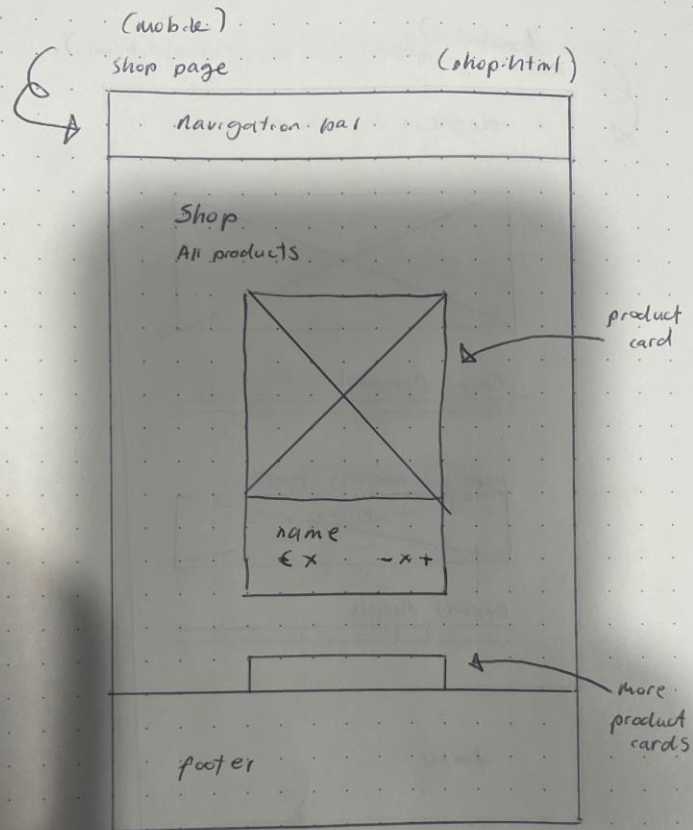 (mobile)
shop page
(shop.html)
navigation bar
Shop
All products
product
card
name
€ x - x +
more
product
cards
footer